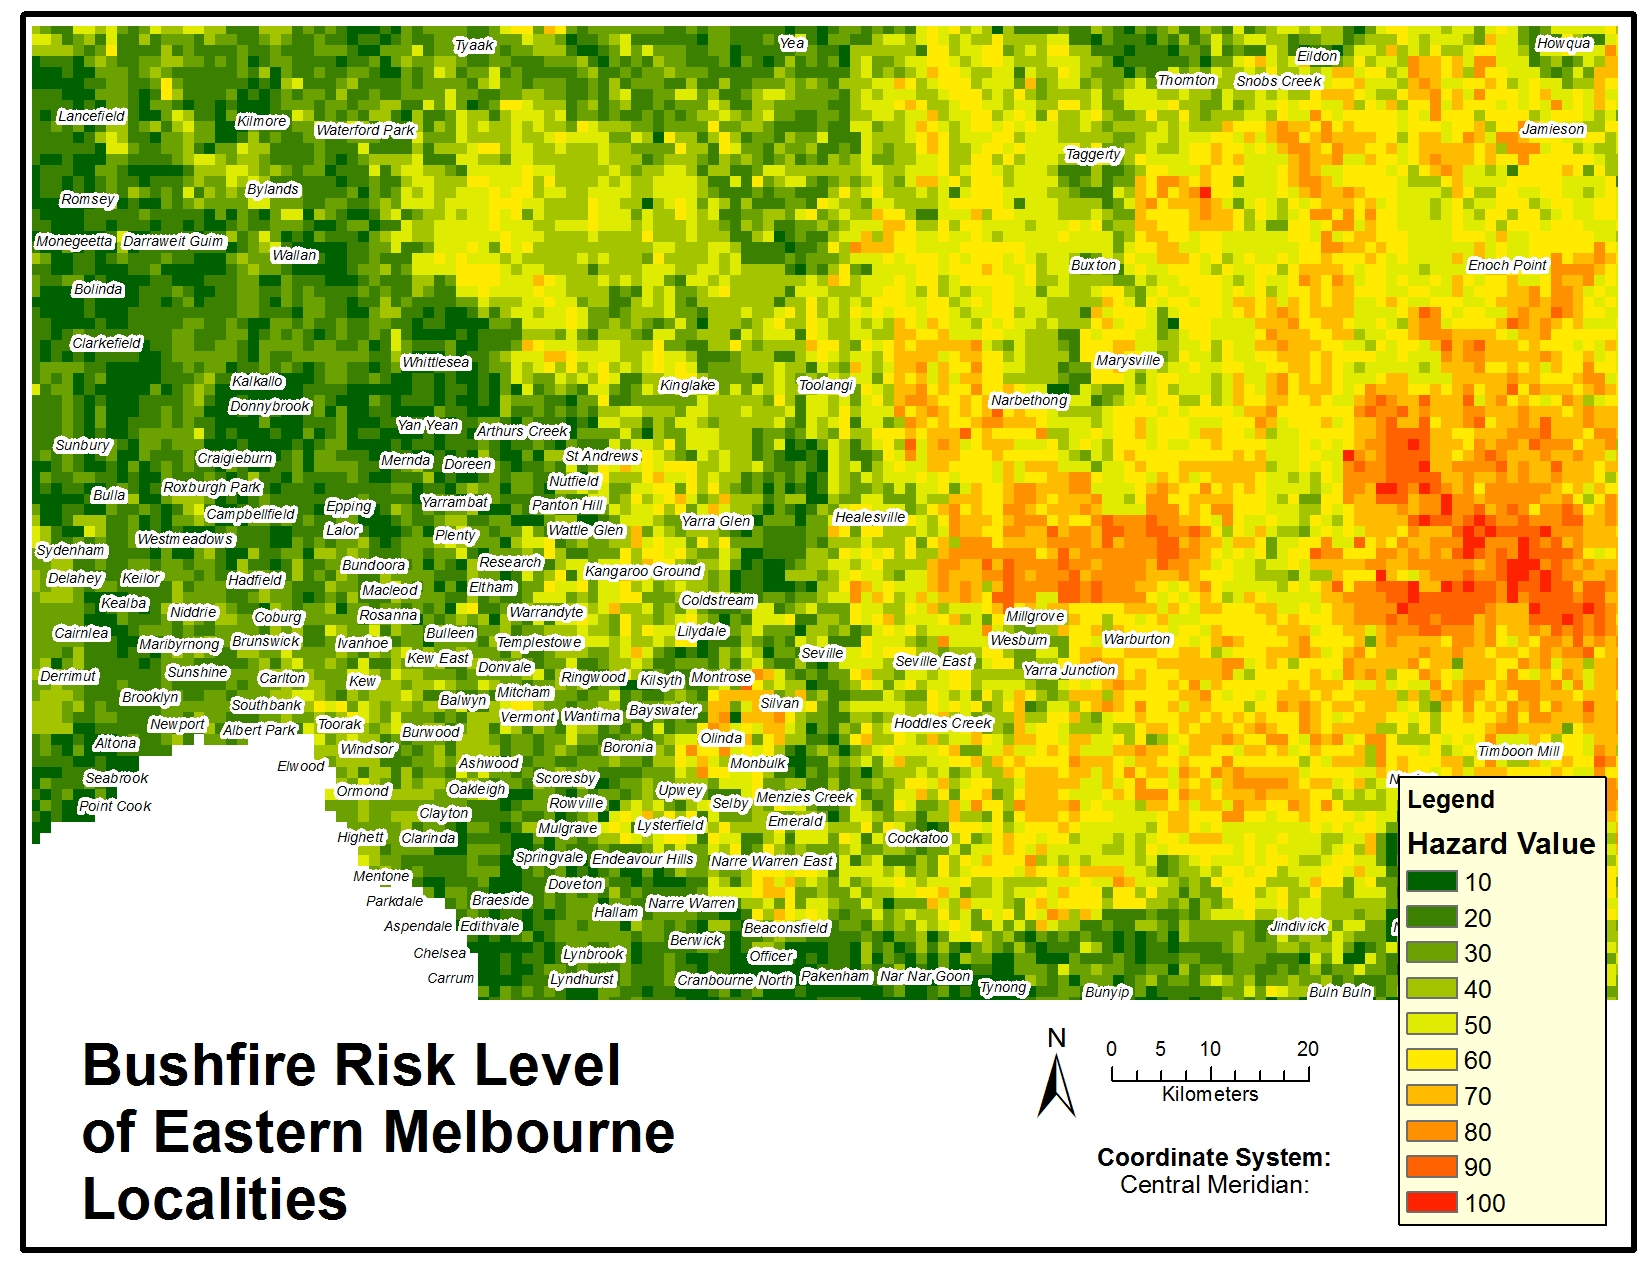 Tyaak
Yea
Howqua
Eildon
Thornton
Snobs Creek
Lancefield
Kilmore
Waterford Park
Jamieson
Taggerty
Bylands
Romsey
Monegeetta
Darraweit Guim
Wallan
Buxton
Enoch Point
Bolinda
Clarkefield
Whittlesea
Marysville
Kalkallo
Kinglake
Toolangi
Donnybrook
Narbethong
Yan Yean
Arthurs Creek
Sunbury
Craigieburn
Mernda
Doreen
St Andrews
Nutfield
Bulla
Roxburgh Park
Epping
Yarrambat
Panton Hill
Campbellfield
Yarra Glen
Healesville
Lalor
Plenty
Wattle Glen
Westmeadows
Sydenham
Bundoora
Research
Kangaroo Ground
Delahey
Keilor
Hadfield
Macleod
Eltham
Kealba
Niddrie
Coburg
Rosanna
Warrandyte
Coldstream
Millgrove
Cairnlea
Maribyrnong
Brunswick
Ivanhoe
Bulleen
Templestowe
Lilydale
Wesburn
Warburton
Kew East
Donvale
Seville
Seville East
Derrimut
Sunshine
Carlton
Kew
Ringwood
Kilsyth
Montrose
Yarra Junction
Brooklyn
Southbank
Balwyn
Mitcham
Silvan
Newport
Albert Park
Toorak
Burwood
Vermont
Wantima
Bayswater
Hoddles Creek
Altona
Windsor
Boronia
Olinda
Timboon Mill
Elwood
Ashwood
Monbulk
Seabrook
Scoresby
Ormond
Oakleigh
Upwey
Point Cook
Rowville
Selby
Menzies Creek
Clayton
Mulgrave
Lysterfield
Emerald
Highett
Clarinda
Cockatoo
Springvale
Endeavour Hills
Narre Warren East
Mentone
Doveton
Parkdale
Braeside
Hallam
Narre Warren
Aspendale
Edithvale
Beaconsfield
Jindivick
Berwick
Chelsea
Lynbrook
Officer
Carrum
Lyndhurst
Cranbourne North
Pakenham
Nar Nar Goon
Tynong
Bunyip
Buln Buln
Legend
Hazard Value
10
20
30
40
50
60
70
80
90
100
Bushfire Risk Level
of Eastern Melbourne
Localities
N
0 5 10 20
Kilometers
Coordinate System:
Central Meridian: